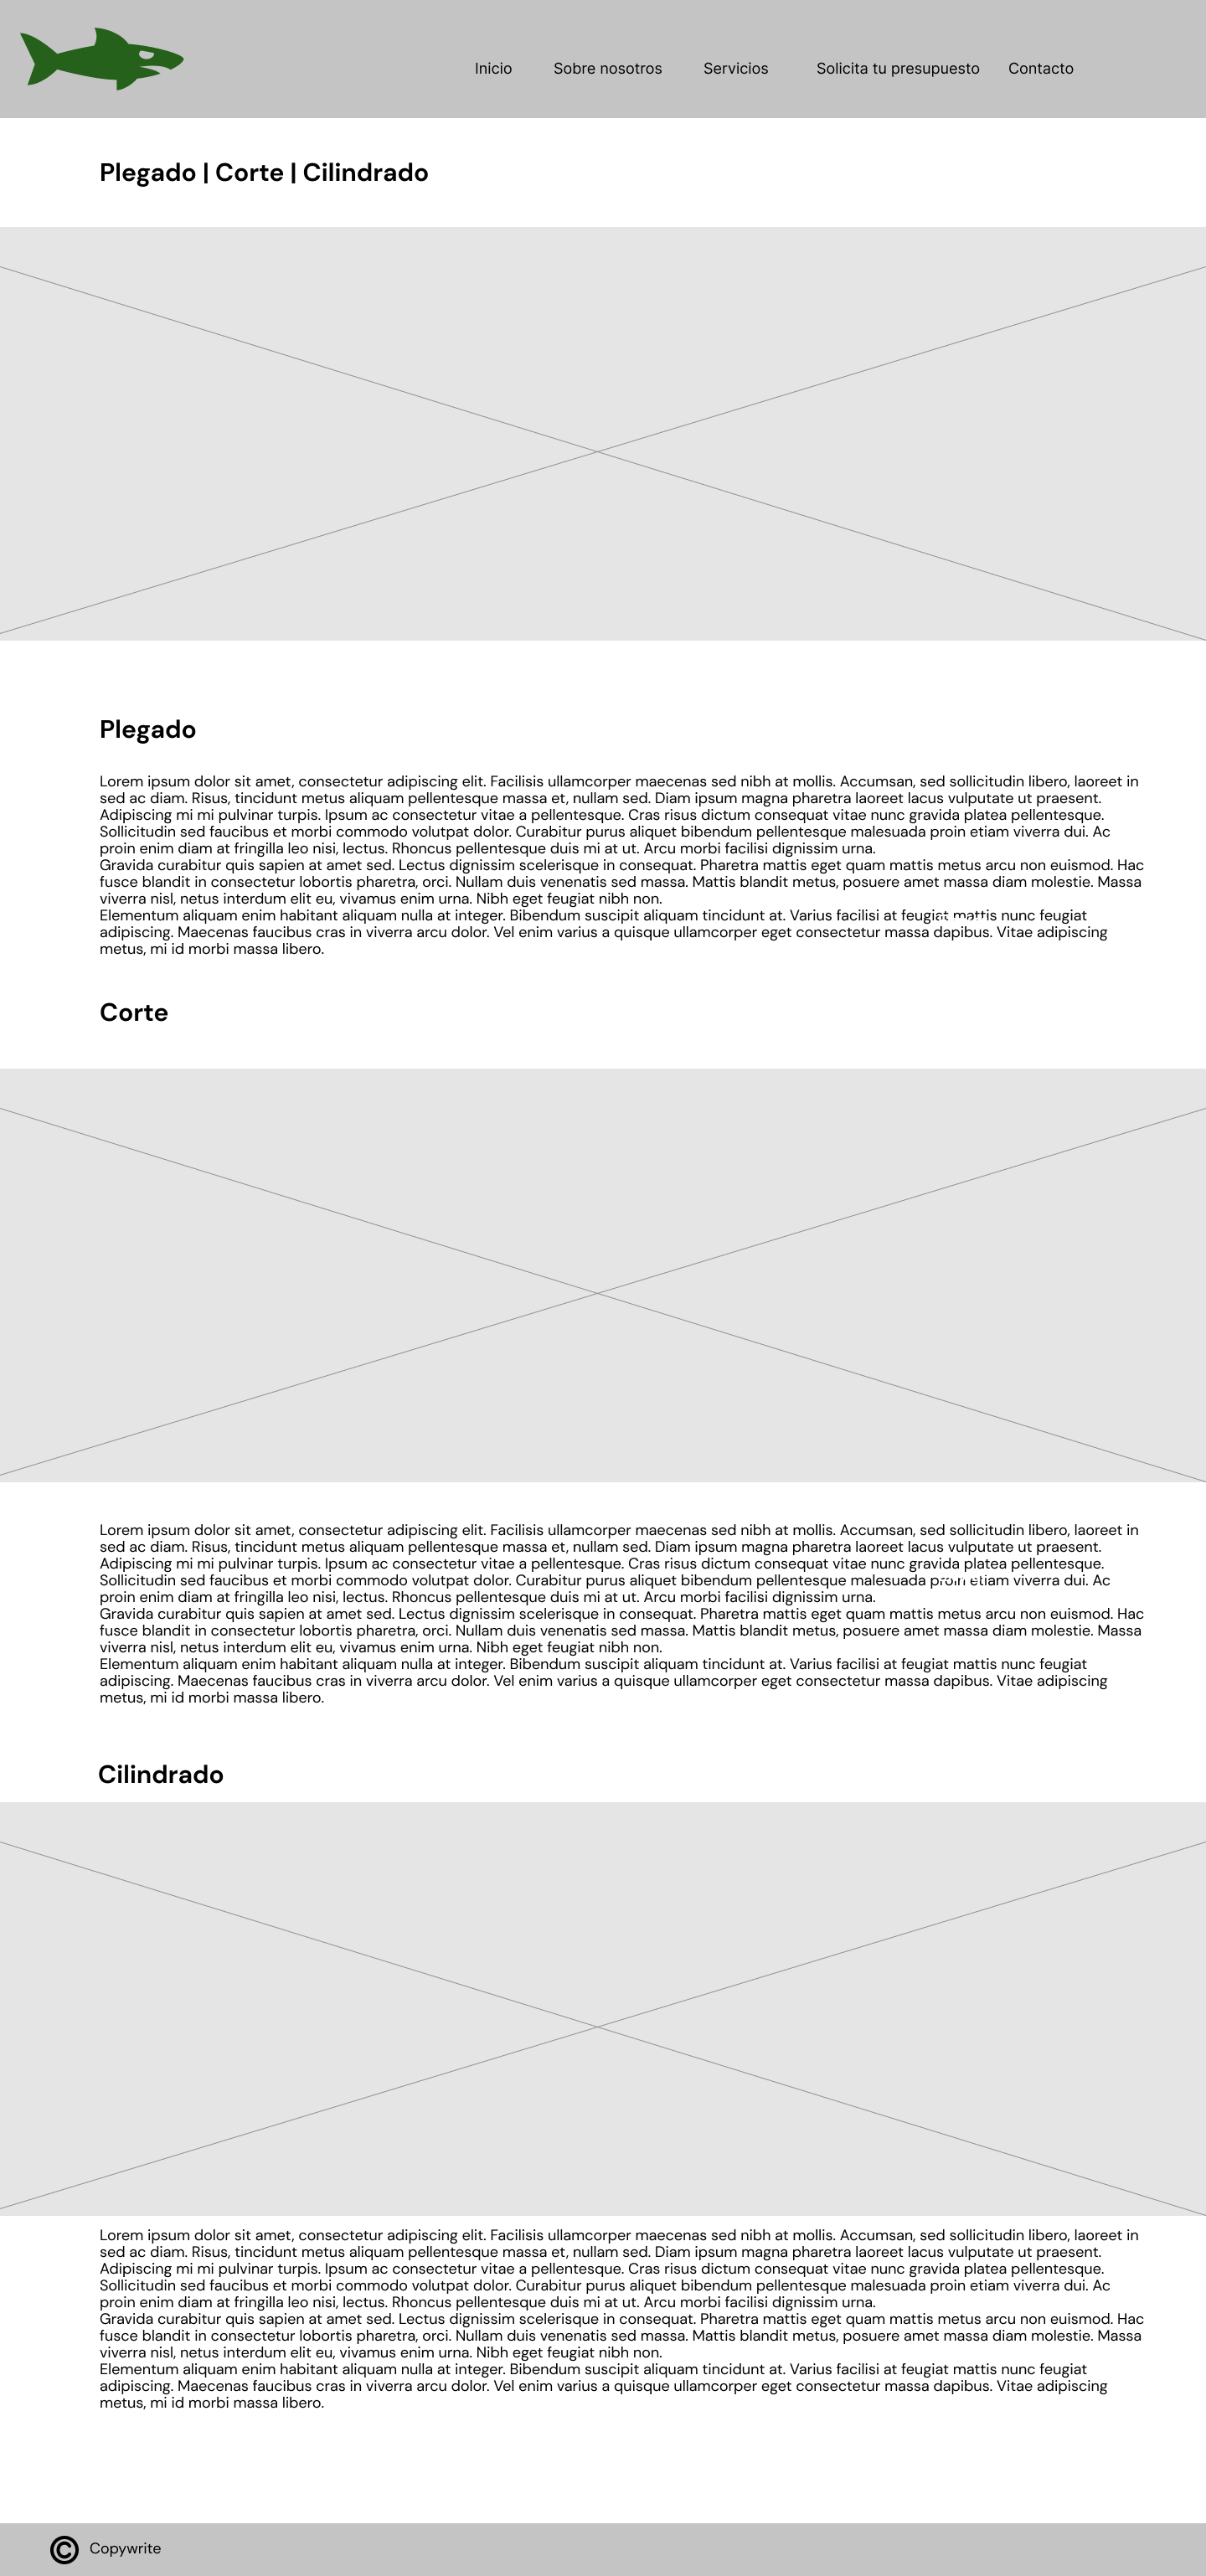 Inicio Sobre nosotros Servicios Solicita tu presupuesto Contacto
Plegado | Corte | Cilindrado
Plegado
Lorem ipsum dolor sit amet, consectetur adipiscing elit. Facilisis ullamcorper maecenas sed nibh at mollis. Accumsan, sed sollicitudin libero, laoreet in
sed ac diam. Risus, tincidunt metus aliquam pellentesque massa et, nullam sed. Diam ipsum magna pharetra laoreet lacus vulputate ut praesent.
Adipiscing mi mi pulvinar turpis. Ipsum ac consectetur vitae a pellentesque. Cras risus dictum consequat vitae nunc gravida platea pellentesque.
Sollicitudin sed faucibus et morbi commodo volutpat dolor. Curabitur purus aliquet bibendum pellentesque malesuada proin etiam viverra dui. Ac
proin enim diam at fringilla leo nisi, lectus. Rhoncus pellentesque duis mi at ut. Arcu morbi facilisi dignissim urna.
Gravida curabitur quis sapien at amet sed. Lectus dignissim scelerisque in consequat. Pharetra mattis eget quam mattis metus arcu non euismod. Hac
fusce blandit in consectetur lobortis pharetra, orci. Nullam duis venenatis sed massa. Mattis blandit metus, posuere amet massa diam molestie. Massa
viverra nisl, netus interdum elit eu, vivamus enim urna. Nibh eget feugiat nibh non.
Elementum aliquam enim habitant aliquam nulla at integer. Bibendum suscipit aliquam tincidunt at. Varius facilisi at feugiat mattis nunc feugiat
adipiscing. Maecenas faucibus cras in viverra arcu dolor. Vel enim varius a quisque ullamcorper eget consectetur massa dapibus. Vitae adipiscing
metus, mi id morbi massa libero.
Corte
Lorem ipsum dolor sit amet, consectetur adipiscing elit. Facilisis ullamcorper maecenas sed nibh at mollis. Accumsan, sed sollicitudin libero, laoreet in
sed ac diam. Risus, tincidunt metus aliquam pellentesque massa et, nullam sed. Diam ipsum magna pharetra laoreet lacus vulputate ut praesent.
Adipiscing mi mi pulvinar turpis. Ipsum ac consectetur vitae a pellentesque. Cras risus dictum consequat vitae nunc gravida platea pellentesque.
Sollicitudin sed faucibus et morbi commodo volutpat dolor. Curabitur purus aliquet bibendum pellentesque malesuada proin etiam viverra dui. Ac
proin enim diam at fringilla leo nisi, lectus. Rhoncus pellentesque duis mi at ut. Arcu morbi facilisi dignissim urna.
Gravida curabitur quis sapien at amet sed. Lectus dignissim scelerisque in consequat. Pharetra mattis eget quam mattis metus arcu non euismod. Hac
fusce blandit in consectetur lobortis pharetra, orci. Nullam duis venenatis sed massa. Mattis blandit metus, posuere amet massa diam molestie. Massa
viverra nisl, netus interdum elit eu, vivamus enim urna. Nibh eget feugiat nibh non.
Elementum aliquam enim habitant aliquam nulla at integer. Bibendum suscipit aliquam tincidunt at. Varius facilisi at feugiat mattis nunc feugiat
adipiscing. Maecenas faucibus cras in viverra arcu dolor. Vel enim varius a quisque ullamcorper eget consectetur massa dapibus. Vitae adipiscing
metus, mi id morbi massa libero.
Cilindrado
Lorem ipsum dolor sit amet, consectetur adipiscing elit. Facilisis ullamcorper maecenas sed nibh at mollis. Accumsan, sed sollicitudin libero, laoreet in
sed ac diam. Risus, tincidunt metus aliquam pellentesque massa et, nullam sed. Diam ipsum magna pharetra laoreet lacus vulputate ut praesent.
Adipiscing mi mi pulvinar turpis. Ipsum ac consectetur vitae a pellentesque. Cras risus dictum consequat vitae nunc gravida platea pellentesque.
Sollicitudin sed faucibus et morbi commodo volutpat dolor. Curabitur purus aliquet bibendum pellentesque malesuada proin etiam viverra dui. Ac
proin enim diam at fringilla leo nisi, lectus. Rhoncus pellentesque duis mi at ut. Arcu morbi facilisi dignissim urna.
Gravida curabitur quis sapien at amet sed. Lectus dignissim scelerisque in consequat. Pharetra mattis eget quam mattis metus arcu non euismod. Hac
fusce blandit in consectetur lobortis pharetra, orci. Nullam duis venenatis sed massa. Mattis blandit metus, posuere amet massa diam molestie. Massa
viverra nisl, netus interdum elit eu, vivamus enim urna. Nibh eget feugiat nibh non.
Elementum aliquam enim habitant aliquam nulla at integer. Bibendum suscipit aliquam tincidunt at. Varius facilisi at feugiat mattis nunc feugiat
adipiscing. Maecenas faucibus cras in viverra arcu dolor. Vel enim varius a quisque ullamcorper eget consectetur massa dapibus. Vitae adipiscing
metus, mi id morbi massa libero.
© Copywrite